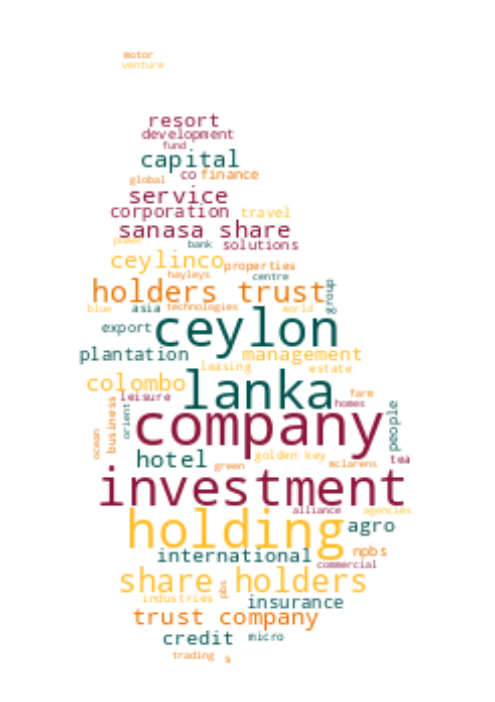 motor
venture
resort
development
fund
capital
global co finance
service
corporation travel
sanasa share
power bank solutions
ceylinco properties
hayleys centre
holders trust group
blue asia technologies world
export ceylon
plantation management
leasing estate
colombo lanka
leisure farm
homes
ocean business orient company people
hotel golden key tea
green mclarens
investment
alliance agencies
holding agro
international npbs
commercial
share holders
industries pbs insurance
trust company
credit micro
trading s